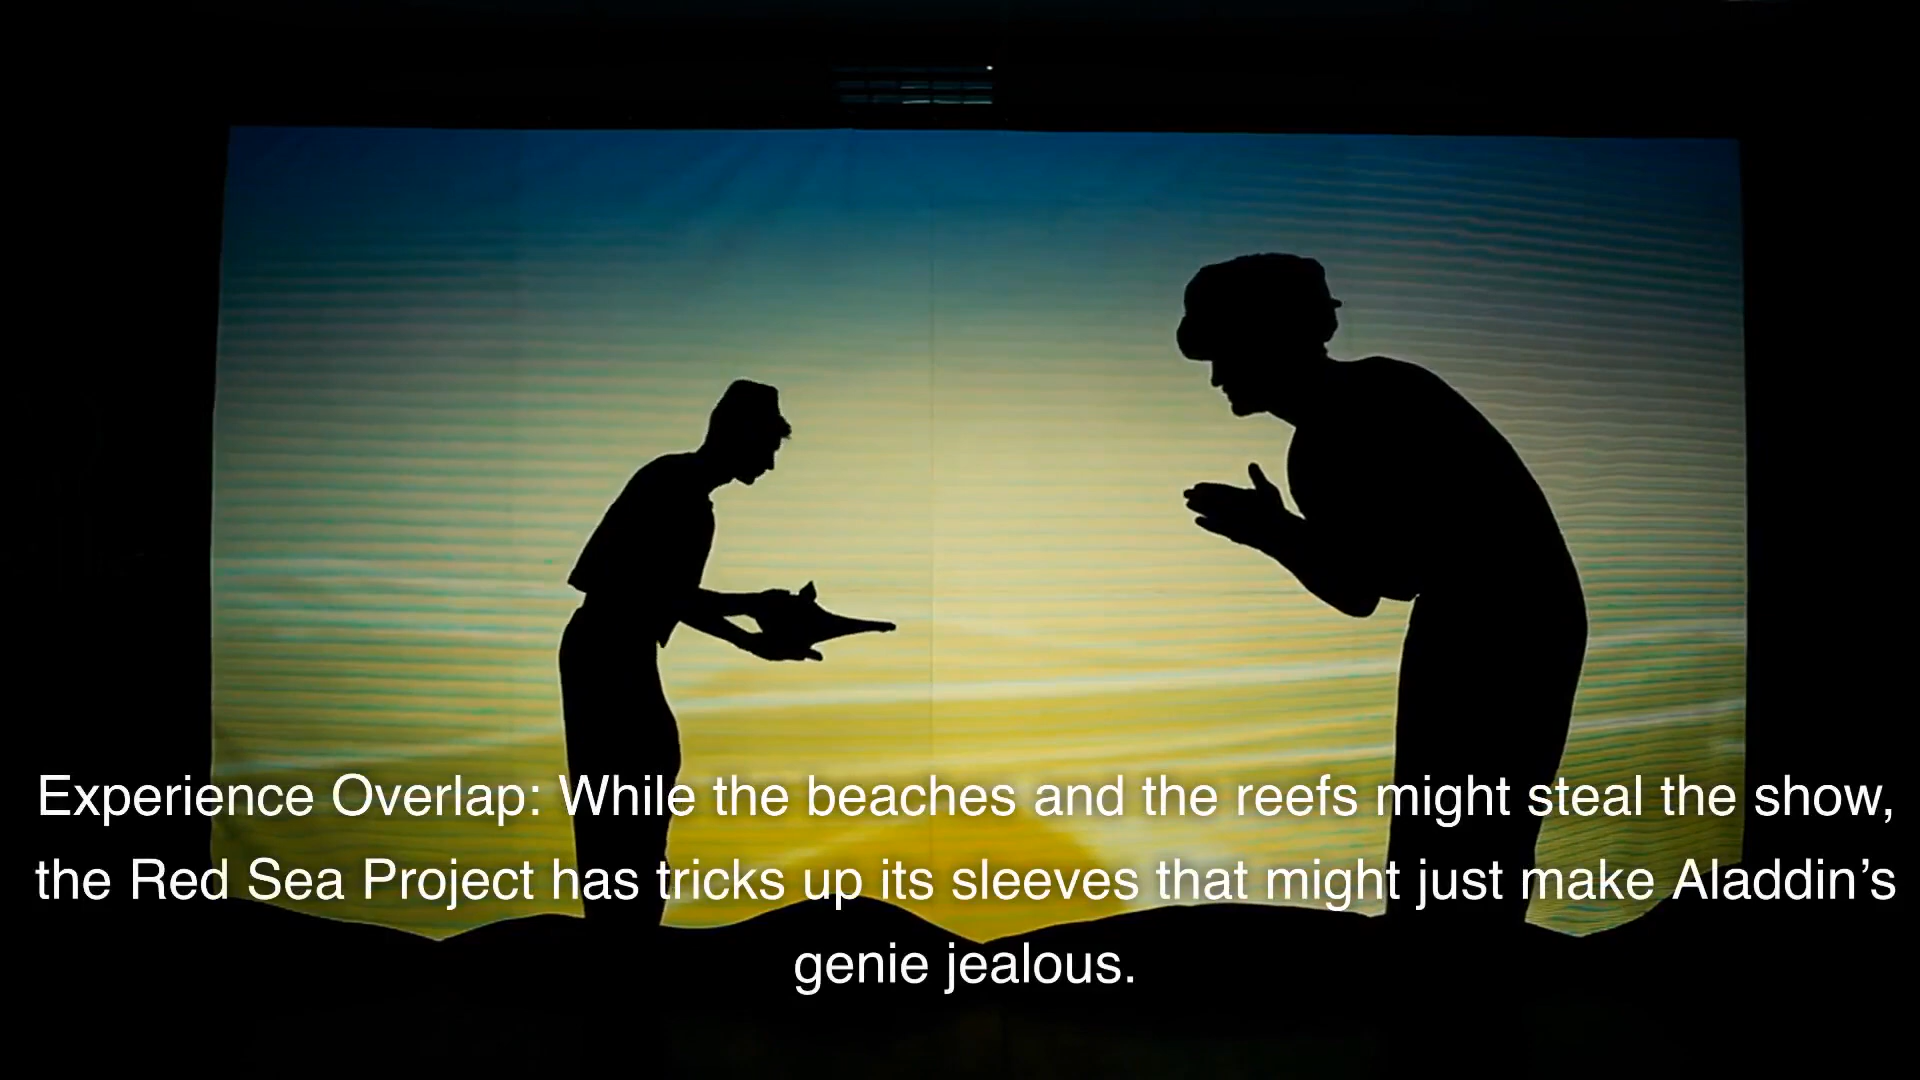 Experience Overlap: While the beaches and the reefs might steal the show,
the Red Sea Project has tricks up its sleeves that might just make Aladdin’s
genie jealous.